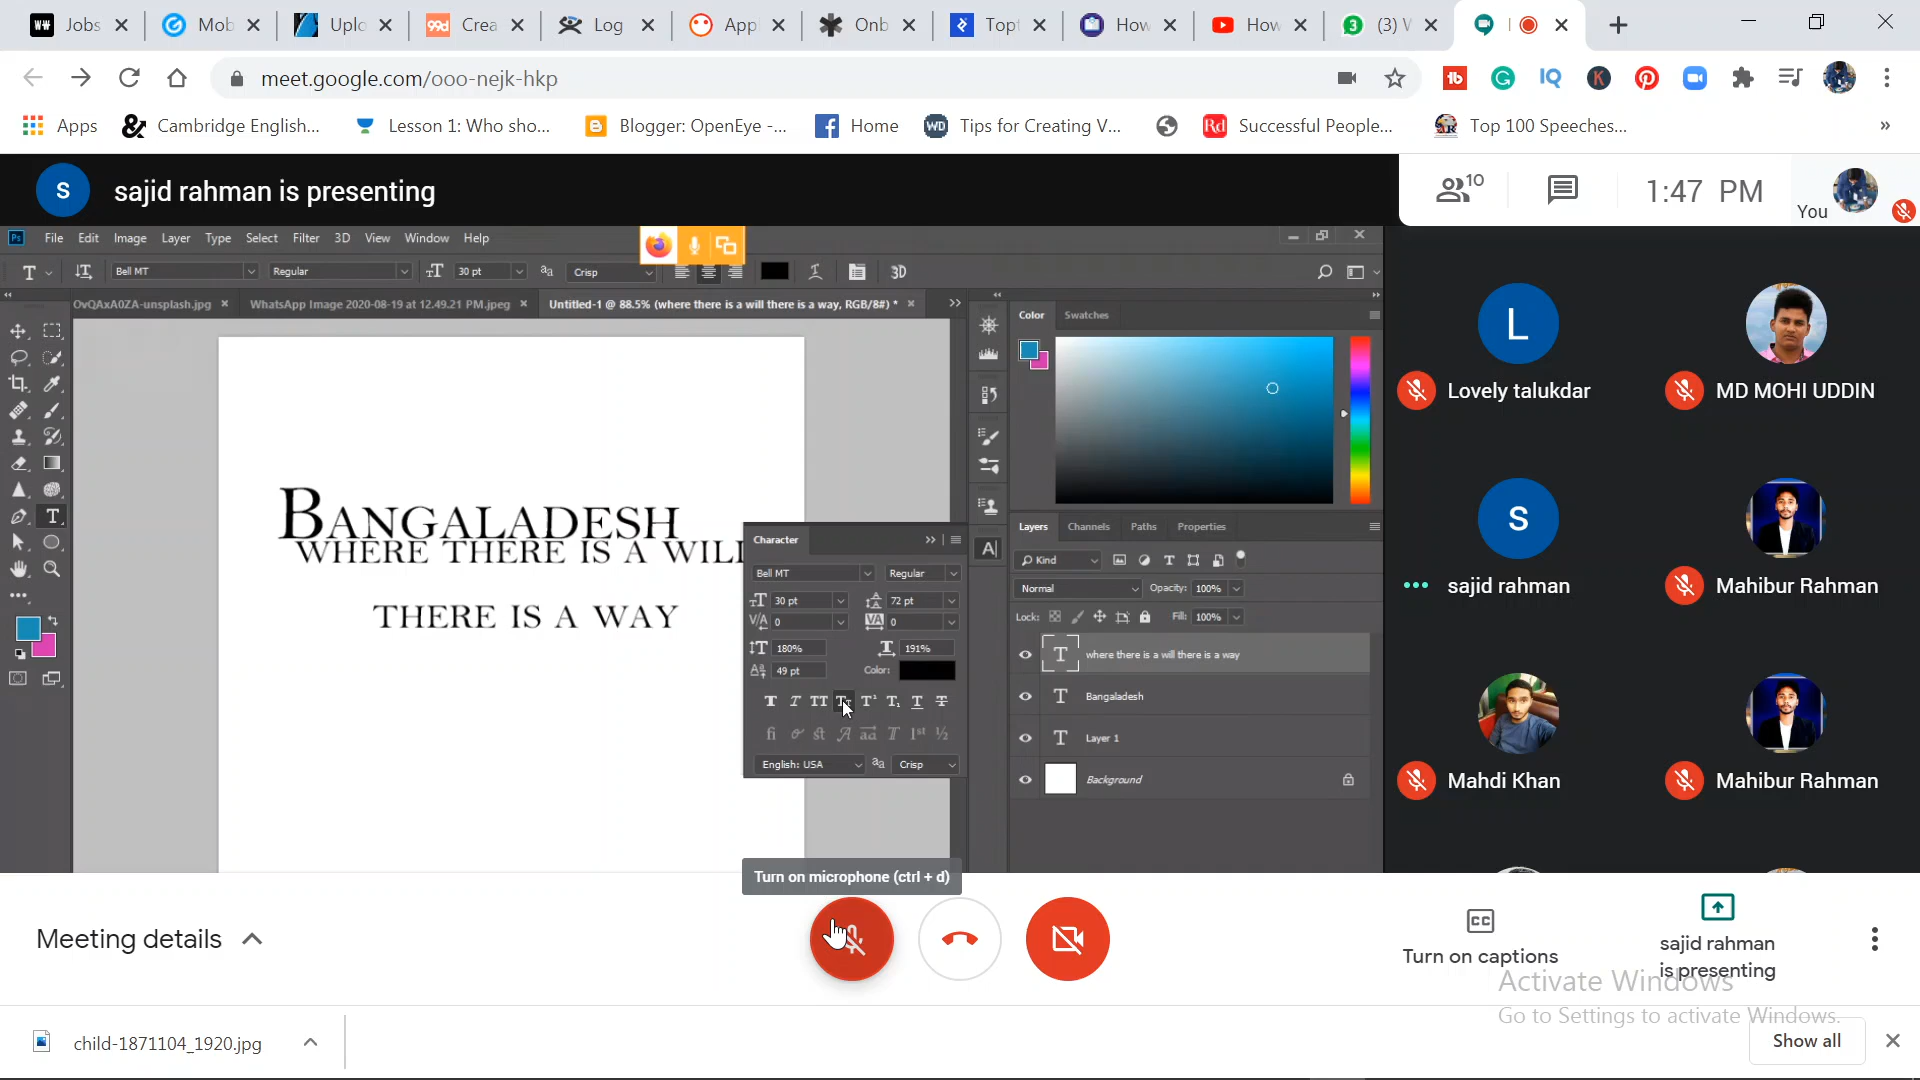 Jobs
Mob
Uplo
99d Crea
Log
App
Onb
Topt
How
How
(3) W
meet.google.com/ooo-nejk-hkp
Apps
Cambridge English...
Lesson 1: Who sho...
Blogger: OpenEye -...
Home
WD Tips for Creating V...
Rd Successful People...
Top 100 Speeches...
»
S sajid rahman is presenting
10
1:47 PM
You
Ps File Edit Image Layer Type Select Filter 3D View Window Help
Bell MT
Regular
30 pt
Crisp
3D
OvQAxA0ZA-unsplash.jpg
WhatsApp Image 2020-08-19 at 12.49.21 PM.jpeg
Untitled-1 @ 88.5% (where there is a will there is a way, RGB/8#) *
Color Swatches
Bangaladesh
where there is a will
there is a way
Character
Bell MT Regular
30 pt 72 pt
0 0
180% 191%
49 pt Color:
English: USA Crisp
Layers Channels Paths Properties
Kind
Normal Opacity: 100%
Lock: Fill: 100%
where there is a will there is a way
Bangaladesh
Layer 1
Background
L
Lovely talukdar
MD MOHI UDDIN
S
sajid rahman
Mahibur Rahman
Mahdi Khan
Mahibur Rahman
Turn on microphone (ctrl + d)
Meeting details
Turn on captions
sajid rahman
is presenting
Activate Windows
Go to Settings to activate Windows.
child-1871104_1920.jpg
Show all